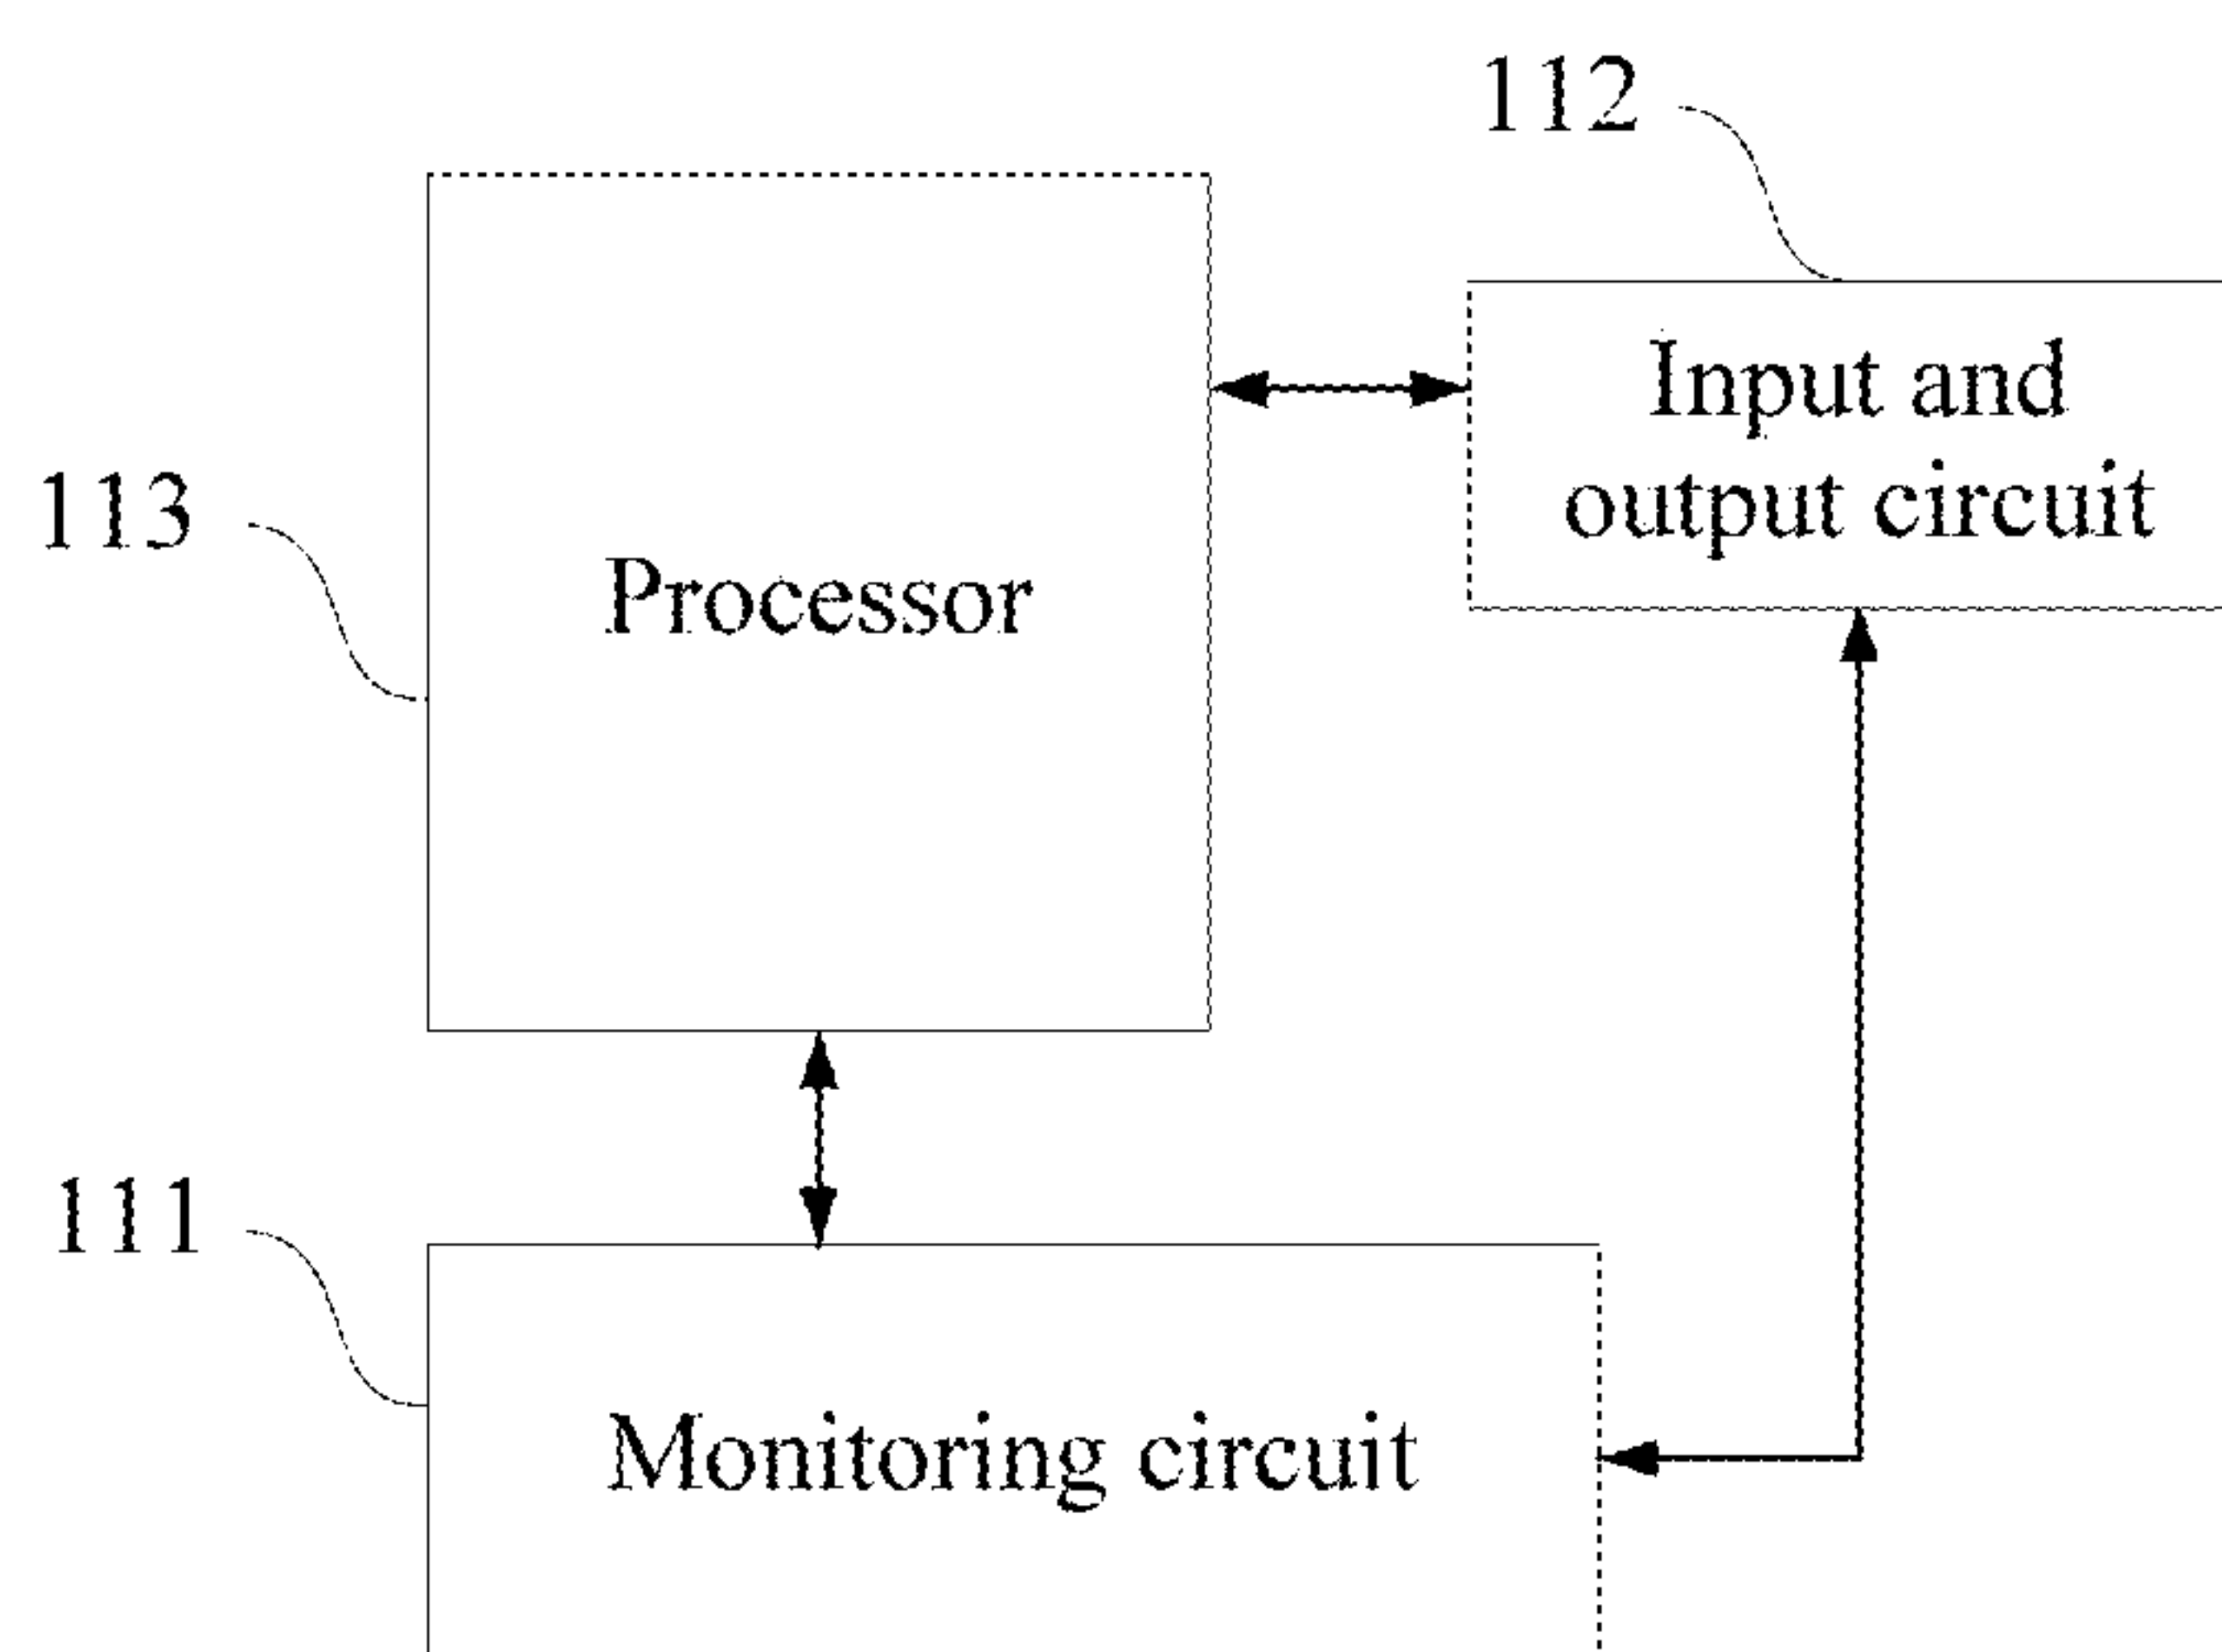 112
Input and
output circuit
113
Processor
111
Monitoring circuit